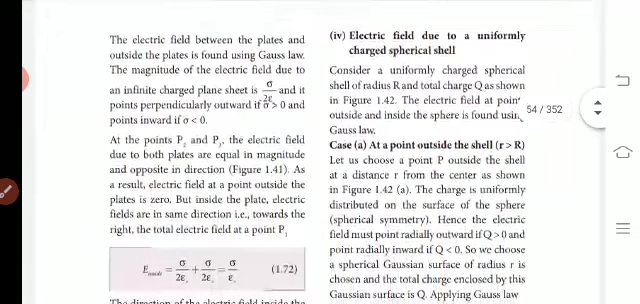 The electric field between the plates and
outside the plates is found using Gauss law.
The magnitude of the electric field due to
an infinite charged plane sheet is σ/2ε₀ and it
points perpendicularly outward if σ > 0 and
points inward if σ < 0.
At the points P₂ and P₃, the electric field
due to both plates are equal in magnitude
and opposite in direction (Figure 1.41). As
a result, electric field at a point outside the
plates is zero. But inside the plate, electric
fields are in same direction i.e., towards the
right, the total electric field at a point P₁
E_inside = σ/2ε₀ + σ/2ε₀ = σ/ε₀ (1.72)
The direction of the electric field inside the
(iv) Electric field due to a uniformly
charged spherical shell
Consider a uniformly charged spherical
shell of radius R and total charge Q as shown
in Figure 1.42. The electric field at poin
outside and inside the sphere is found usin
Gauss law.
Case (a) At a point outside the shell (r > R)
Let us choose a point P outside the shell
at a distance r from the center as shown
in Figure 1.42 (a). The charge is uniformly
distributed on the surface of the sphere
(spherical symmetry). Hence the electric
field must point radially outward if Q > 0 and
point radially inward if Q < 0. So we choose
a spherical Gaussian surface of radius r is
chosen and the total charge enclosed by this
Gaussian surface is Q. Applying Gauss law
54 / 352